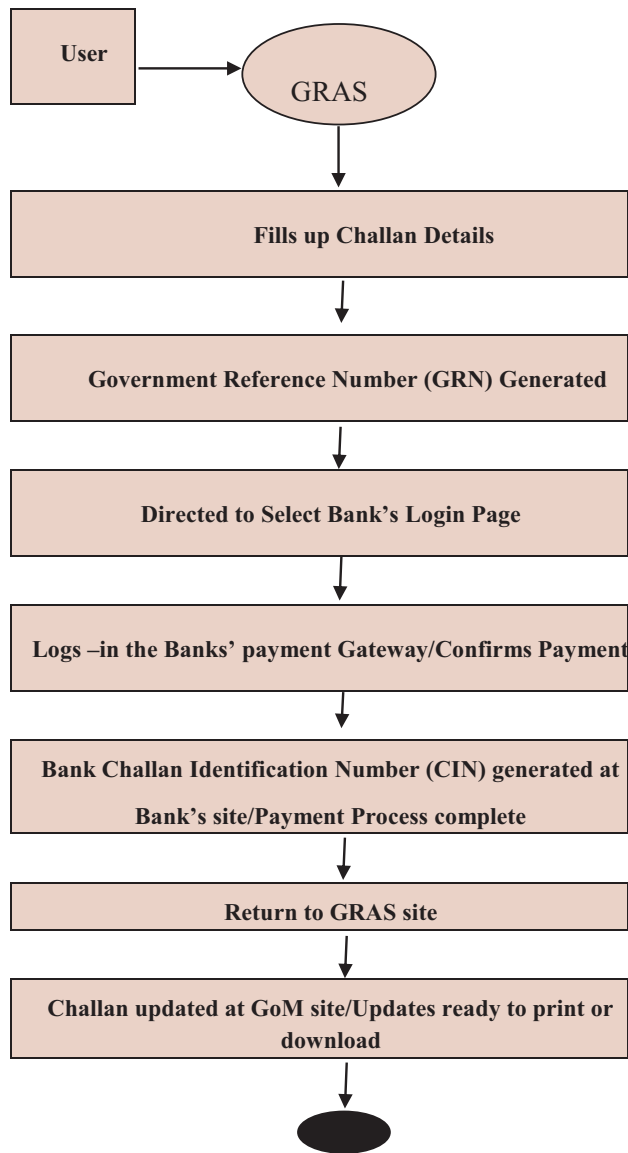 User
GRAS
Fills up Challan Details
Government Reference Number (GRN) Generated
Directed to Select Bank’s Login Page
Logs –in the Banks’ payment Gateway/Confirms Payment
Bank Challan Identification Number (CIN) generated at
Bank’s site/Payment Process complete
Return to GRAS site
Challan updated at GoM site/Updates ready to print or
download